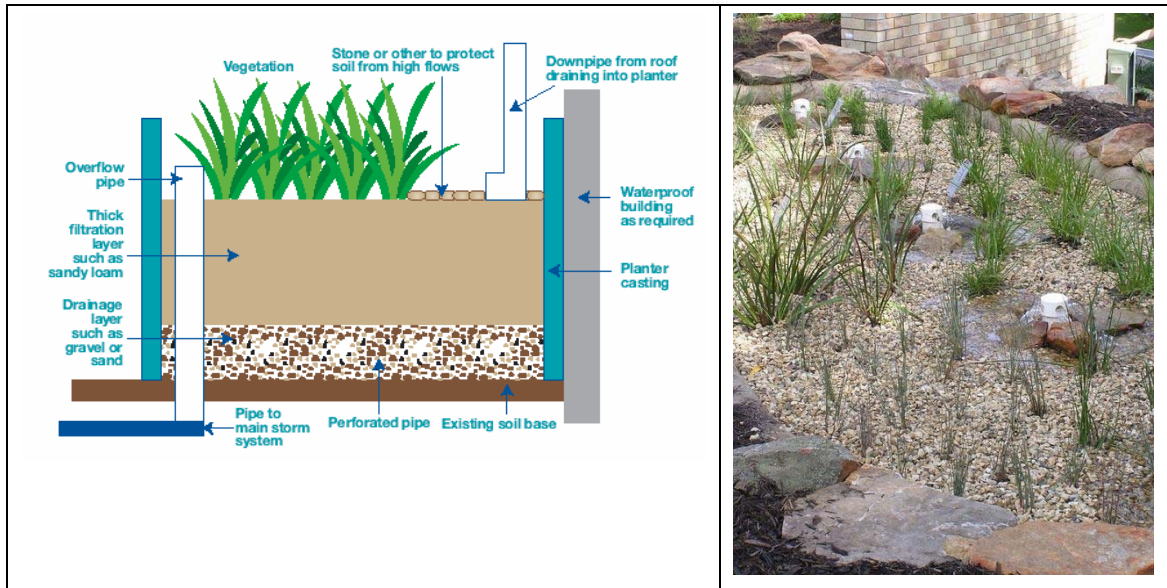 Vegetation
Stone or other to protect
soil from high flows
Downpipe from roof
draining into planter
Overflow
pipe
Thick
filtration
layer
such as
sandy loam
Drainage
layer
such as
gravel or
sand
Waterproof
building
as required
Planter
casting
Pipe to
main storm
system
Perforated pipe
Existing soil base